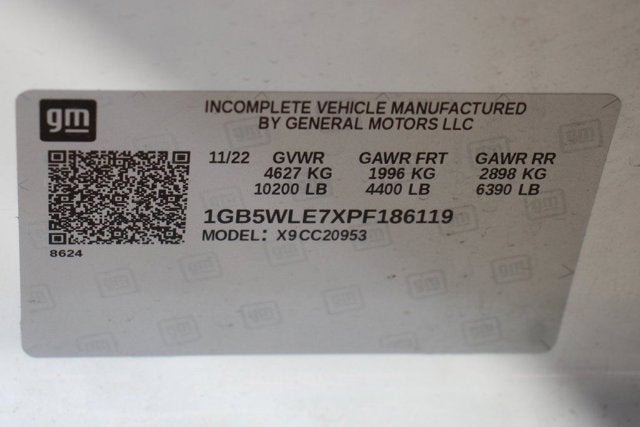 gm
INCOMPLETE VEHICLE MANUFACTURED
BY GENERAL MOTORS LLC
11/22 GVWR GAWR FRT GAWR RR
4627 KG 1996 KG 2898 KG
10200 LB 4400 LB 6390 LB
1GB5WLE7XPF186119
MODEL: X9CC20953
8624